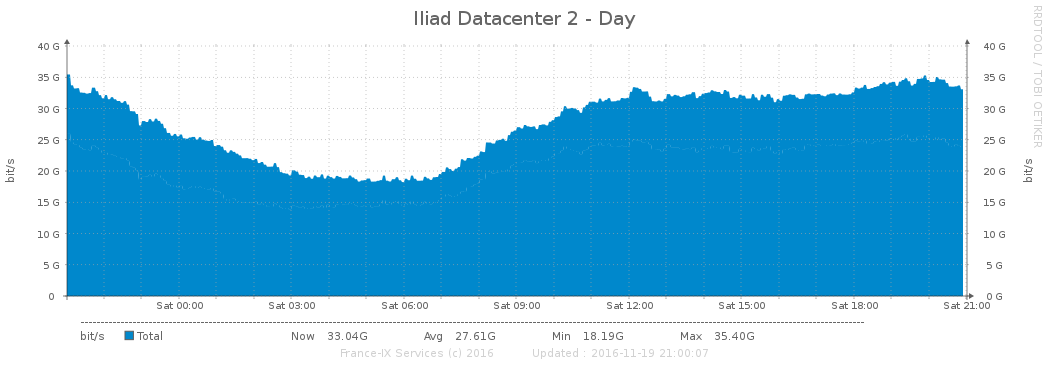 Iliad Datacenter 2 - Day
RRDTOOL / TOBI OETIKER
bit/s
bit/s
40 G 40 G
35 G 35 G
30 G 30 G
25 G 25 G
20 G 20 G
15 G 15 G
10 G 10 G
5 G 5 G
0 0 G
Sat 00:00 Sat 03:00 Sat 06:00 Sat 09:00 Sat 12:00 Sat 15:00 Sat 18:00 Sat 21:00
bit/s Total Now 33.04G Avg 27.61G Min 18.19G Max 35.40G
France-IX Services (c) 2016 Updated : 2016-11-19 21:00:07